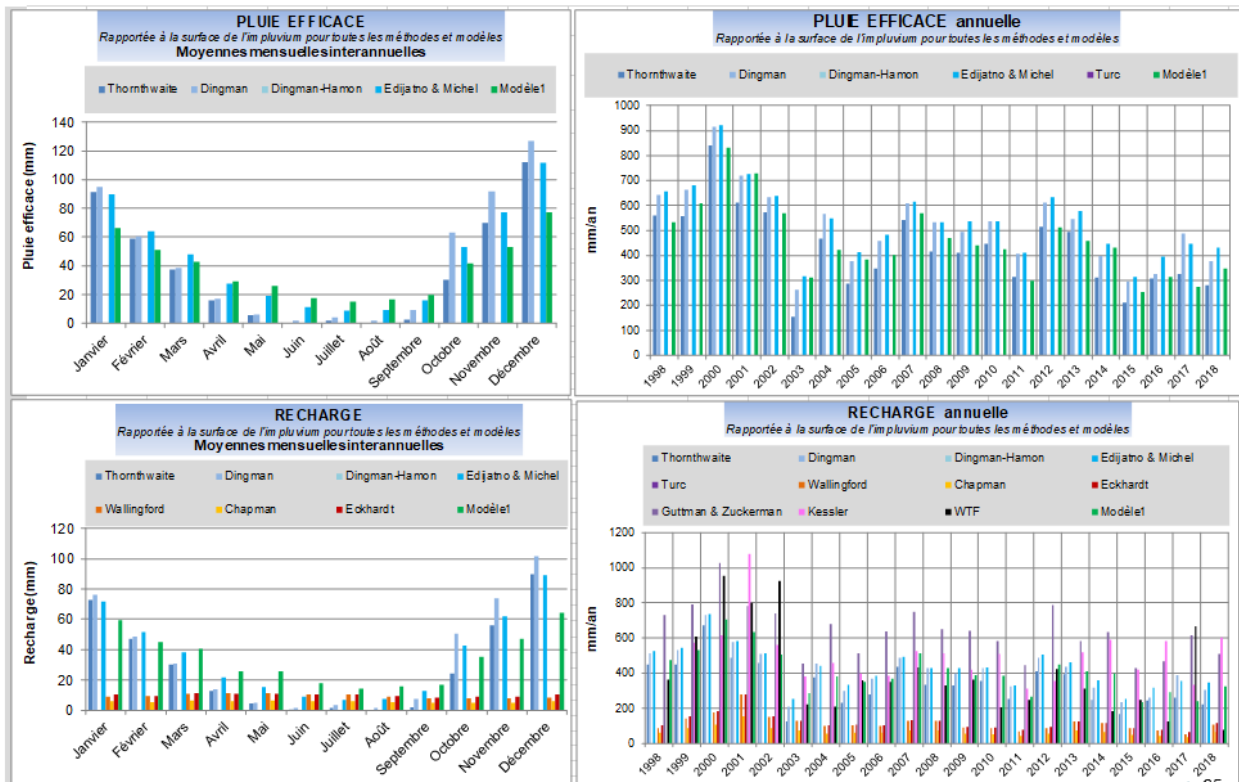 PLUIE EFFICACE
Rapportée à la surface de l'impluvium pour toutes les méthodes et modèles
Moyennes mensuelles interannuelles
Thornthwaite Dingman Dingman-Hamon Edijatno & Michel Modèle1
Pluie efficace (mm)
140
120
100
80
60
40
20
0
Janvier Février Mars Avril Mai Juin Juillet Août Septembre Octobre Novembre Décembre
PLUIE EFFICACE annuelle
Rapportée à la surface de l'impluvium pour toutes les méthodes et modèles
Thornthwaite Dingman Dingman-Hamon Edijatno & Michel Turc Modèle1
mm/an
1000
900
800
700
600
500
400
300
200
100
0
1998 1999 2000 2001 2002 2003 2004 2005 2006 2007 2008 2009 2010 2011 2012 2013 2014 2015 2016 2017 2018
RECHARGE
Rapportée à la surface de l'impluvium pour toutes les méthodes et modèles
Moyennes mensuelles interannuelles
Thornthwaite Dingman Dingman-Hamon Edijatno & Michel
Wallingford Chapman Eckhardt Modèle1
Recharge (mm)
120
100
80
60
40
20
0
Janvier Février Mars Avril Mai Juin Juillet Août Septembre Octobre Novembre Décembre
RECHARGE annuelle
Rapportée à la surface de l'impluvium pour toutes les méthodes et modèles
Thornthwaite Dingman Dingman-Hamon Edijatno & Michel
Turc Wallingford Chapman Eckhardt
Guttman & Zuckerman Kessler WTF Modèle1
mm/an
1200
1000
800
600
400
200
0
1998 1999 2000 2001 2002 2003 2004 2005 2006 2007 2008 2009 2010 2011 2012 2013 2014 2015 2016 2017 2018